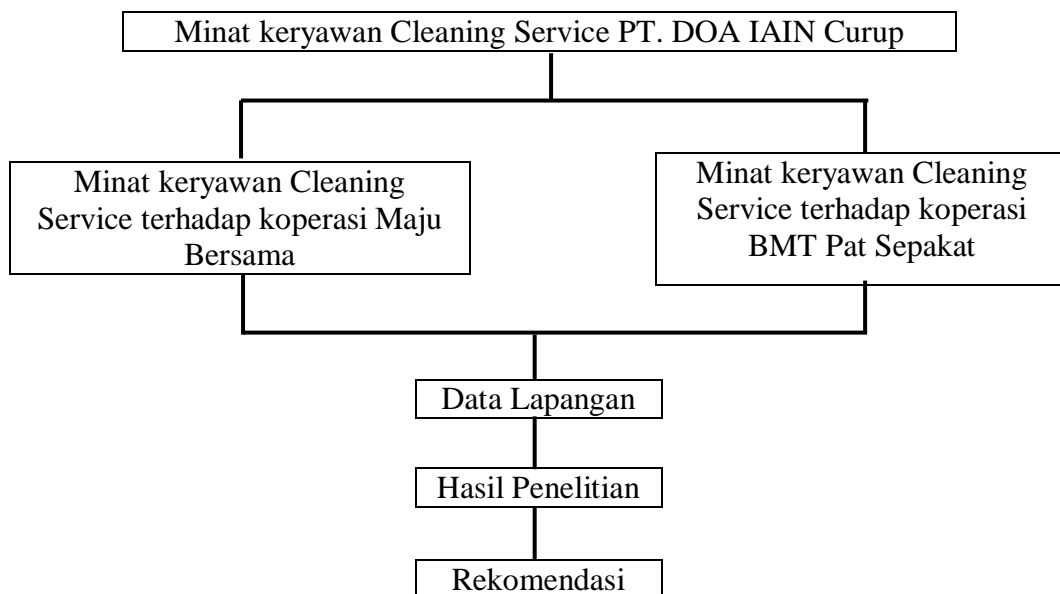 Minat keryawan Cleaning Service PT. DOA IAIN Curup
Minat keryawan Cleaning
Service terhadap koperasi Maju
Bersama
Minat keryawan Cleaning
Service terhadap koperasi
BMT Pat Sepakat
Data Lapangan
Hasil Penelitian
Rekomendasi